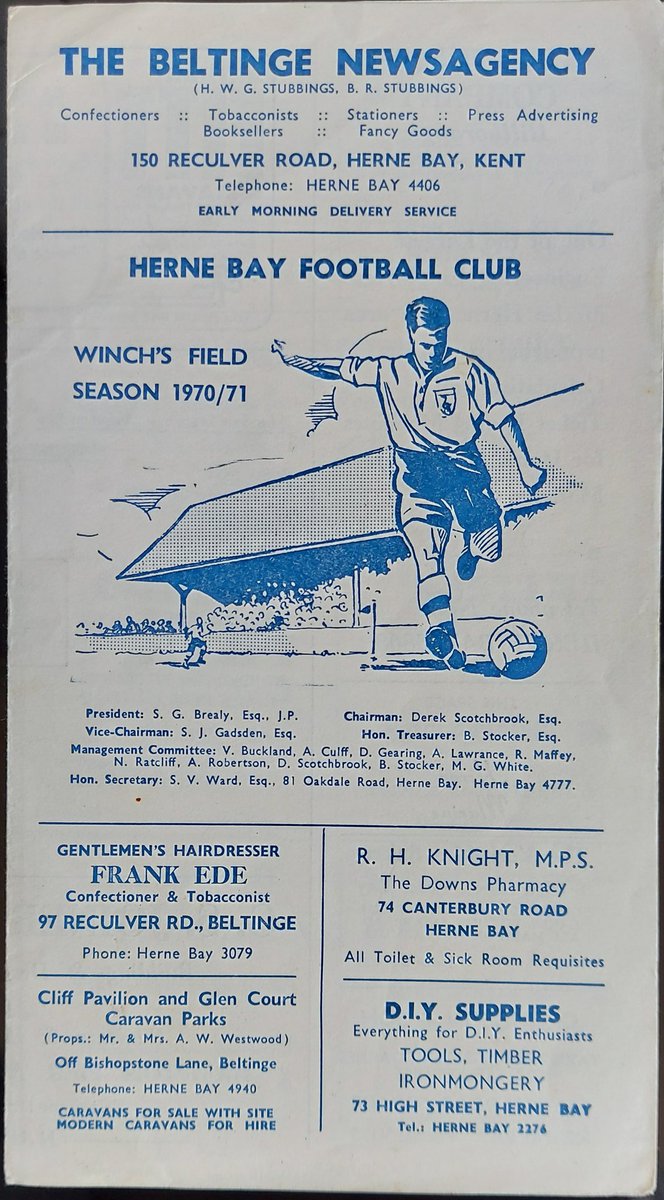 THE BELTINGE NEWSAGENCY
(H. W. G. STUBBINGS, B. R. STUBBINGS)
Confectioners :: Tobacconists :: Stationers :: Press Advertising
Booksellers :: Fancy Goods
150 RECULVER ROAD, HERNE BAY, KENT
Telephone: HERNE BAY 4406
EARLY MORNING DELIVERY SERVICE
HERNE BAY FOOTBALL CLUB
WINCH'S FIELD
SEASON 1970/71
President: S. G. Brealy, Esq., J.P. Chairman: Derek Scotchbrook, Esq.
Vice-Chairman: S. J. Gadsden, Esq. Hon. Treasurer: B. Stocker, Esq.
Management Committee: V. Buckland, A. Culff, D. Gearing, A. Lawrance, R. Maffey,
N. Ratcliff, A. Robertson, D. Scotchbrook, B. Stocker, M. G. White.
Hon. Secretary: S. V. Ward, Esq., 81 Oakdale Road, Herne Bay. Herne Bay 4777.
GENTLEMEN'S HAIRDRESSER
FRANK EDE
Confectioner & Tobacconist
97 RECULVER RD., BELTINGE
Phone: Herne Bay 3079
Cliff Pavilion and Glen Court
Caravan Parks
(Props.: Mr. & Mrs. A. W. Westwood)
Off Bishopstone Lane, Beltinge
Telephone: HERNE BAY 4940
CARAVANS FOR SALE WITH SITE
MODERN CARAVANS FOR HIRE
R. H. KNIGHT, M.P.S.
The Downs Pharmacy
74 CANTERBURY ROAD
HERNE BAY
All Toilet & Sick Room Requisites
D.I.Y. SUPPLIES
Everything for D.I.Y. Enthusiasts
TOOLS, TIMBER
IRONMONGERY
73 HIGH STREET, HERNE BAY
Tel.: HERNE BAY 2276